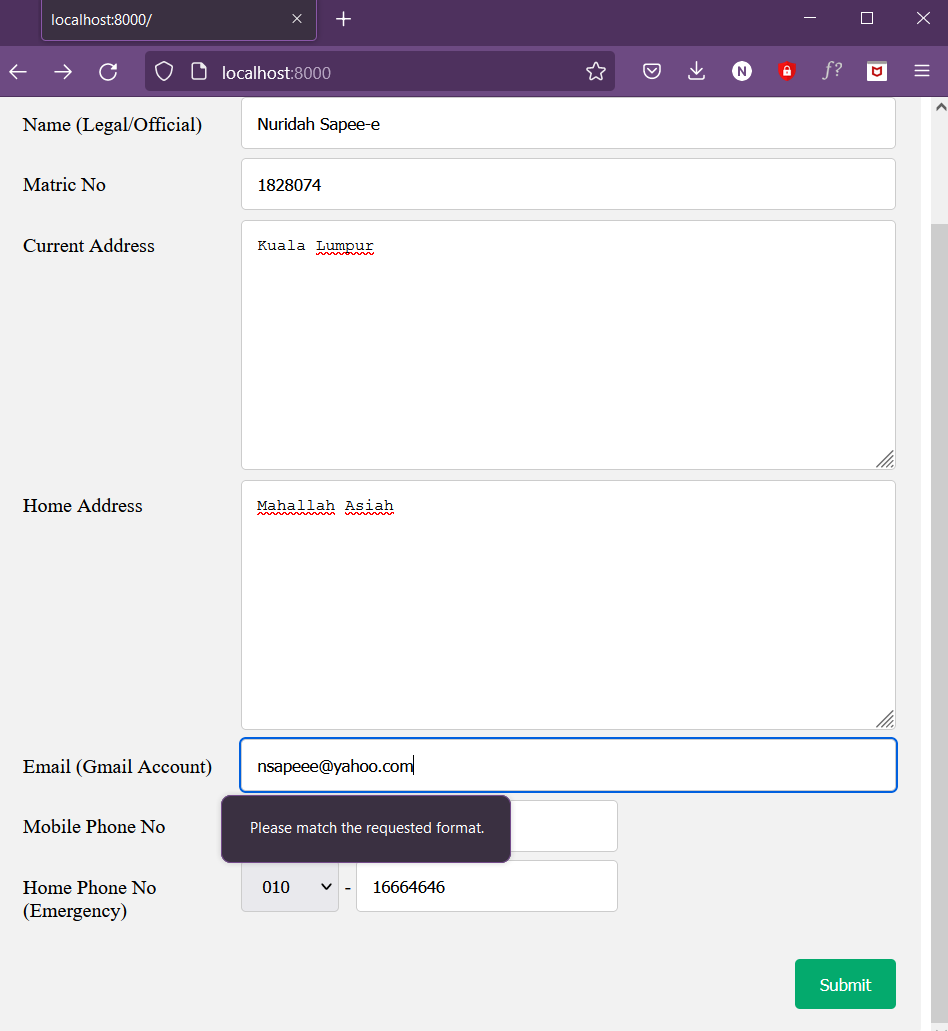 localhost:8000/
localhost:8000
N
f?
Name (Legal/Official)
Nuridah Sapee-e
Matric No
1828074
Current Address
Kuala Lumpur
Home Address
Mahallah Asiah
Email (Gmail Account)
nsapeee@yahoo.com
Mobile Phone No
Please match the requested format.
Home Phone No
(Emergency)
010
-
16664646
Submit